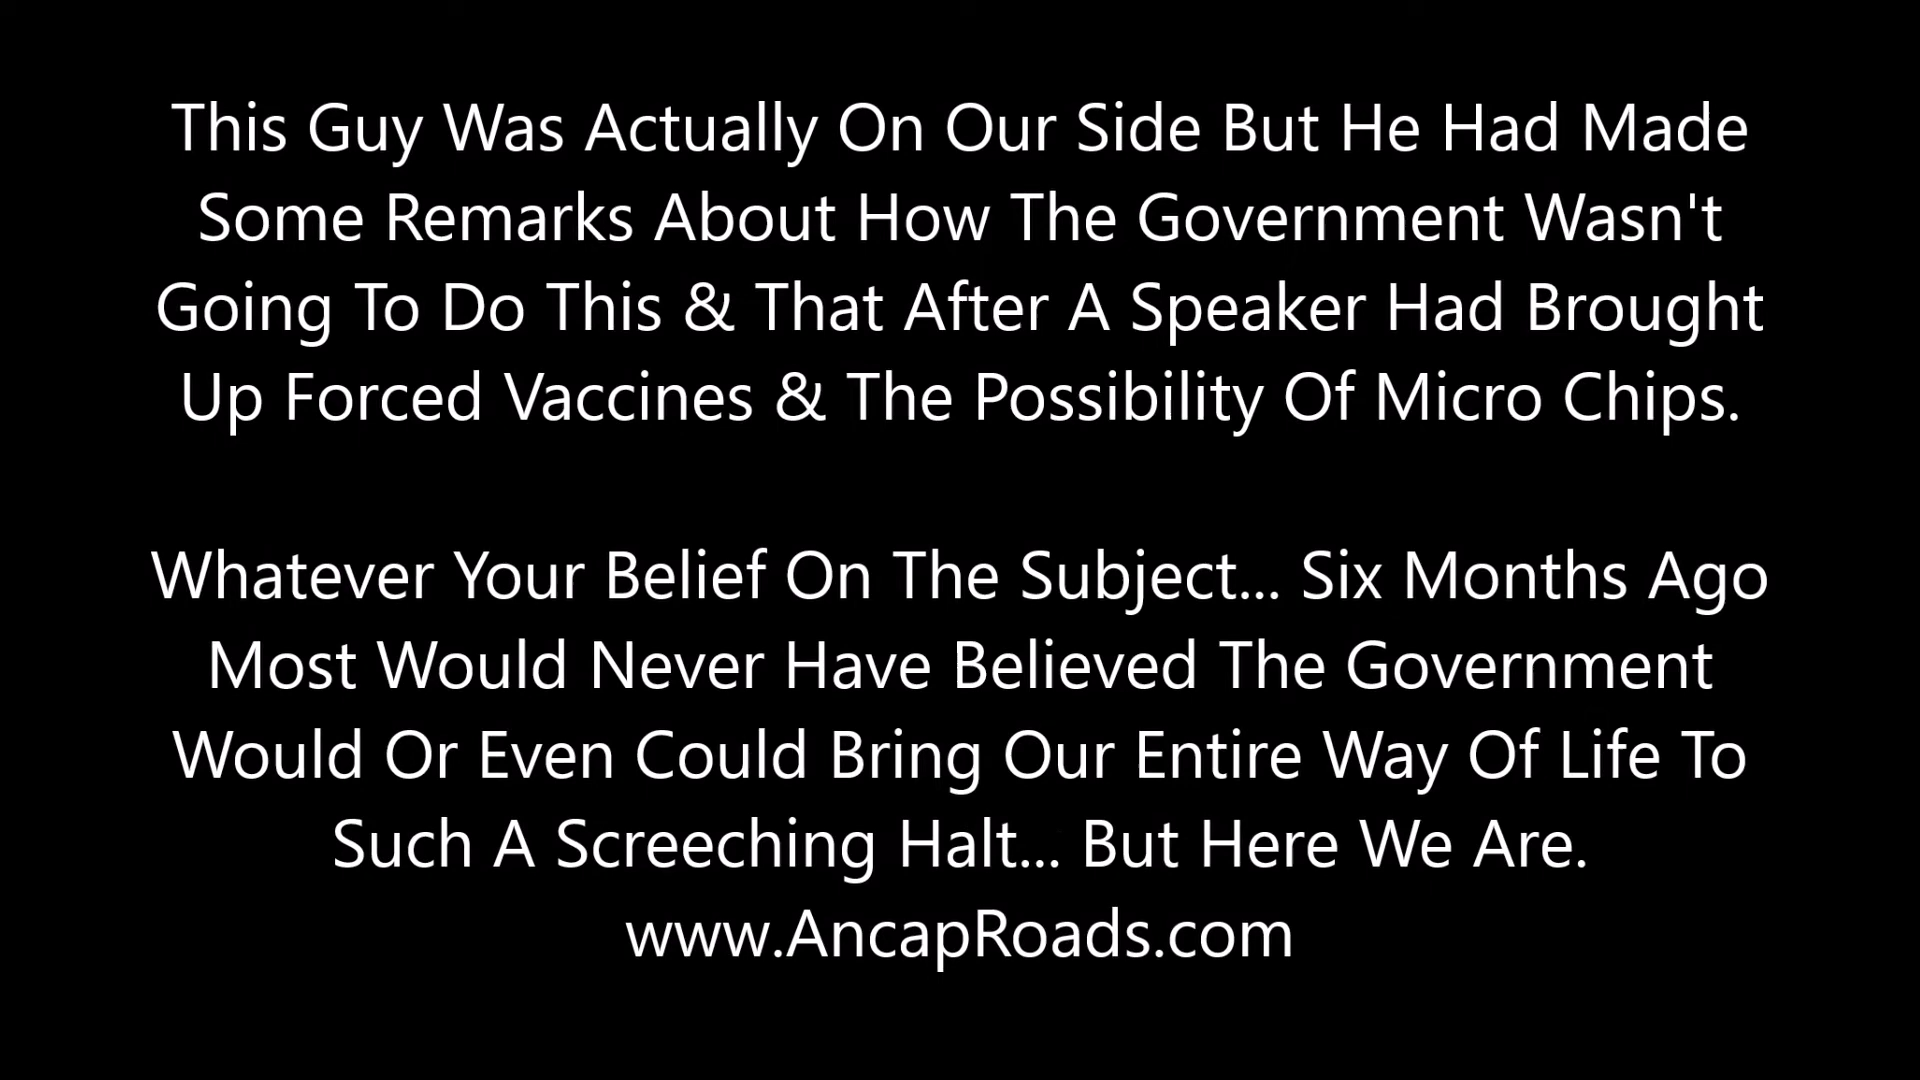 This Guy Was Actually On Our Side But He Had Made
Some Remarks About How The Government Wasn't
Going To Do This & That After A Speaker Had Brought
Up Forced Vaccines & The Possibility Of Micro Chips.
Whatever Your Belief On The Subject... Six Months Ago
Most Would Never Have Believed The Government
Would Or Even Could Bring Our Entire Way Of Life To
Such A Screeching Halt... But Here We Are.
www.AncapRoads.com